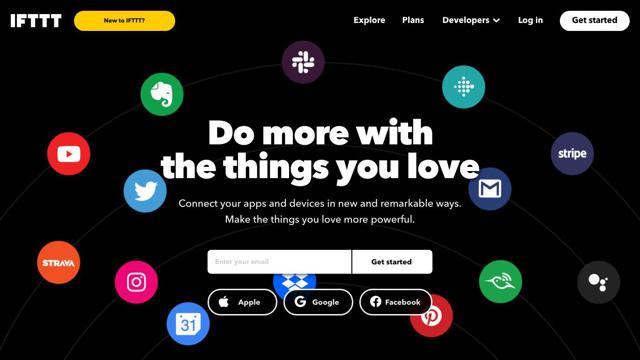 IFTTT
New to IFTTT?
Explore
Plans
Developers
Log in
Get started
Do more with
the things you love
Connect your apps and devices in new and remarkable ways.
Make the things you love more powerful.
stripe
STRAVA
Enter your email
Get started
Apple
Google
Facebook
31